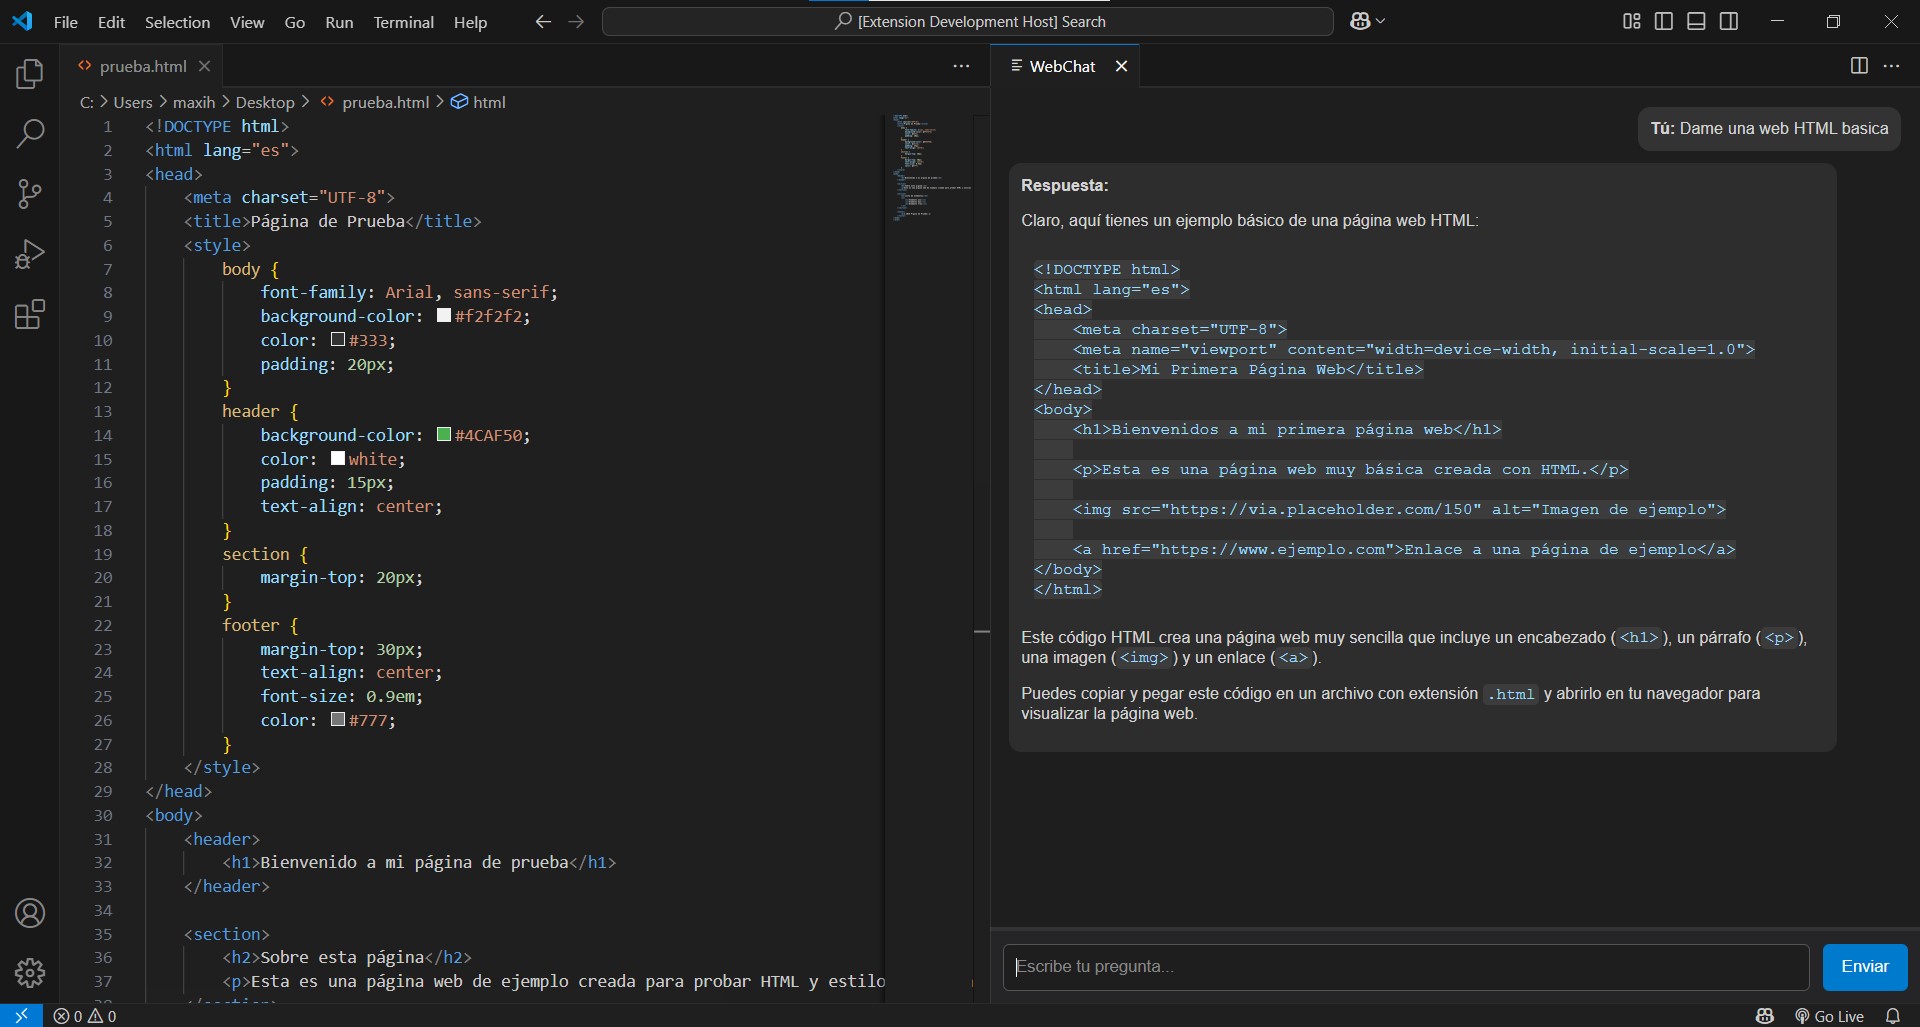 File Edit Selection View Go Run Terminal Help
[Extension Development Host] Search
prueba.html
C: > Users > maxih > Desktop > prueba.html > html
1 <!DOCTYPE html>
2 <html lang="es">
3 <head>
4 <meta charset="UTF-8">
5 <title>Página de Prueba</title>
6 <style>
7 body {
8 font-family: Arial, sans-serif;
9 background-color: #f2f2f2;
10 color: #333;
11 padding: 20px;
12 }
13 header {
14 background-color: #4CAF50;
15 color: white;
16 padding: 15px;
17 text-align: center;
18 }
19 section {
20 margin-top: 20px;
21 }
22 footer {
23 margin-top: 30px;
24 text-align: center;
25 font-size: 0.9em;
26 color: #777;
27 }
28 </style>
29 </head>
30 <body>
31 <header>
32 <h1>Bienvenido a mi página de prueba</h1>
33 </header>
34
35 <section>
36 <h2>Sobre esta página</h2>
37 <p>Esta es una página web de ejemplo creada para probar HTML y estilo
WebChat
Tú: Dame una web HTML basica
Respuesta:
Claro, aquí tienes un ejemplo básico de una página web HTML:
<!DOCTYPE html>
<html lang="es">
<head>
<meta charset="UTF-8">
<meta name="viewport" content="width=device-width, initial-scale=1.0">
<title>Mi Primera Página Web</title>
</head>
<body>
<h1>Bienvenidos a mi primera página web</h1>
<p>Esta es una página web muy básica creada con HTML.</p>
<img src="https://via.placeholder.com/150" alt="Imagen de ejemplo">
<a href="https://www.ejemplo.com">Enlace a una página de ejemplo</a>
</body>
</html>
Este código HTML crea una página web muy sencilla que incluye un encabezado ( <h1> ), un párrafo ( <p> ),
una imagen ( <img> ) y un enlace ( <a> ).
Puedes copiar y pegar este código en un archivo con extensión .html y abrirlo en tu navegador para
visualizar la página web.
Escribe tu pregunta...
Enviar
0 0
Go Live